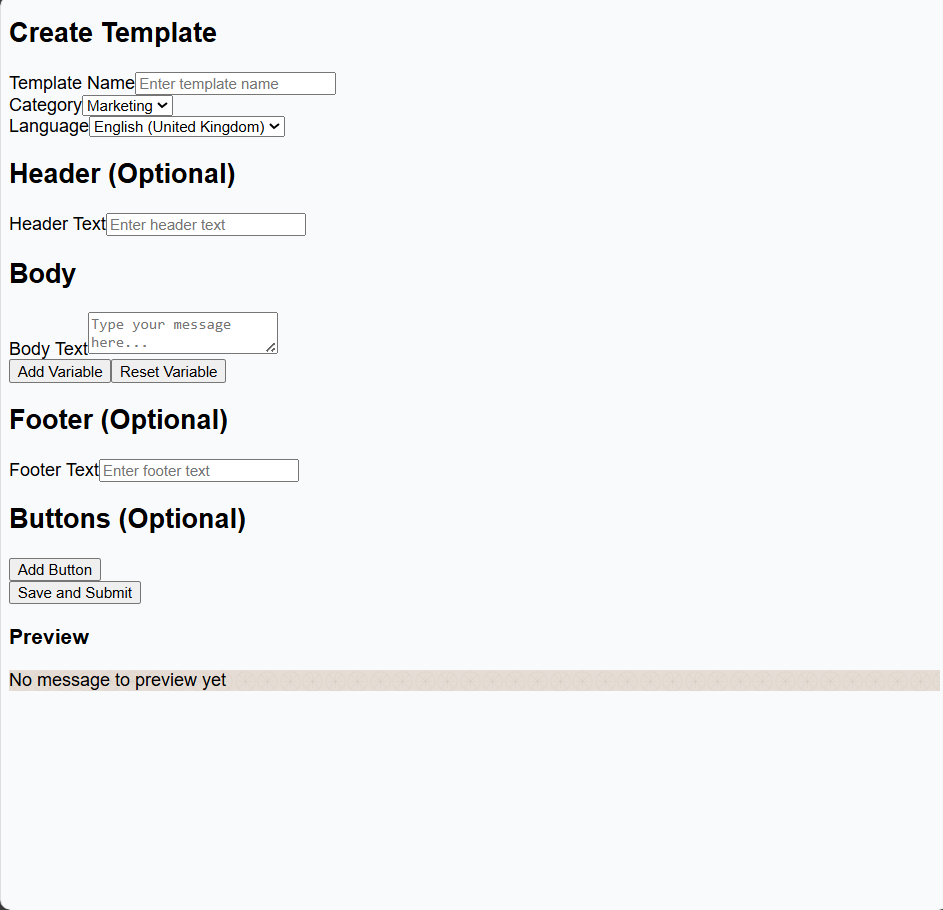 Create Template
Template Name Enter template name
Category Marketing
Language English (United Kingdom)
Header (Optional)
Header Text Enter header text
Body
Type your message
Body Text here...
Add Variable Reset Variable
Footer (Optional)
Footer Text Enter footer text
Buttons (Optional)
Add Button
Save and Submit
Preview
No message to preview yet